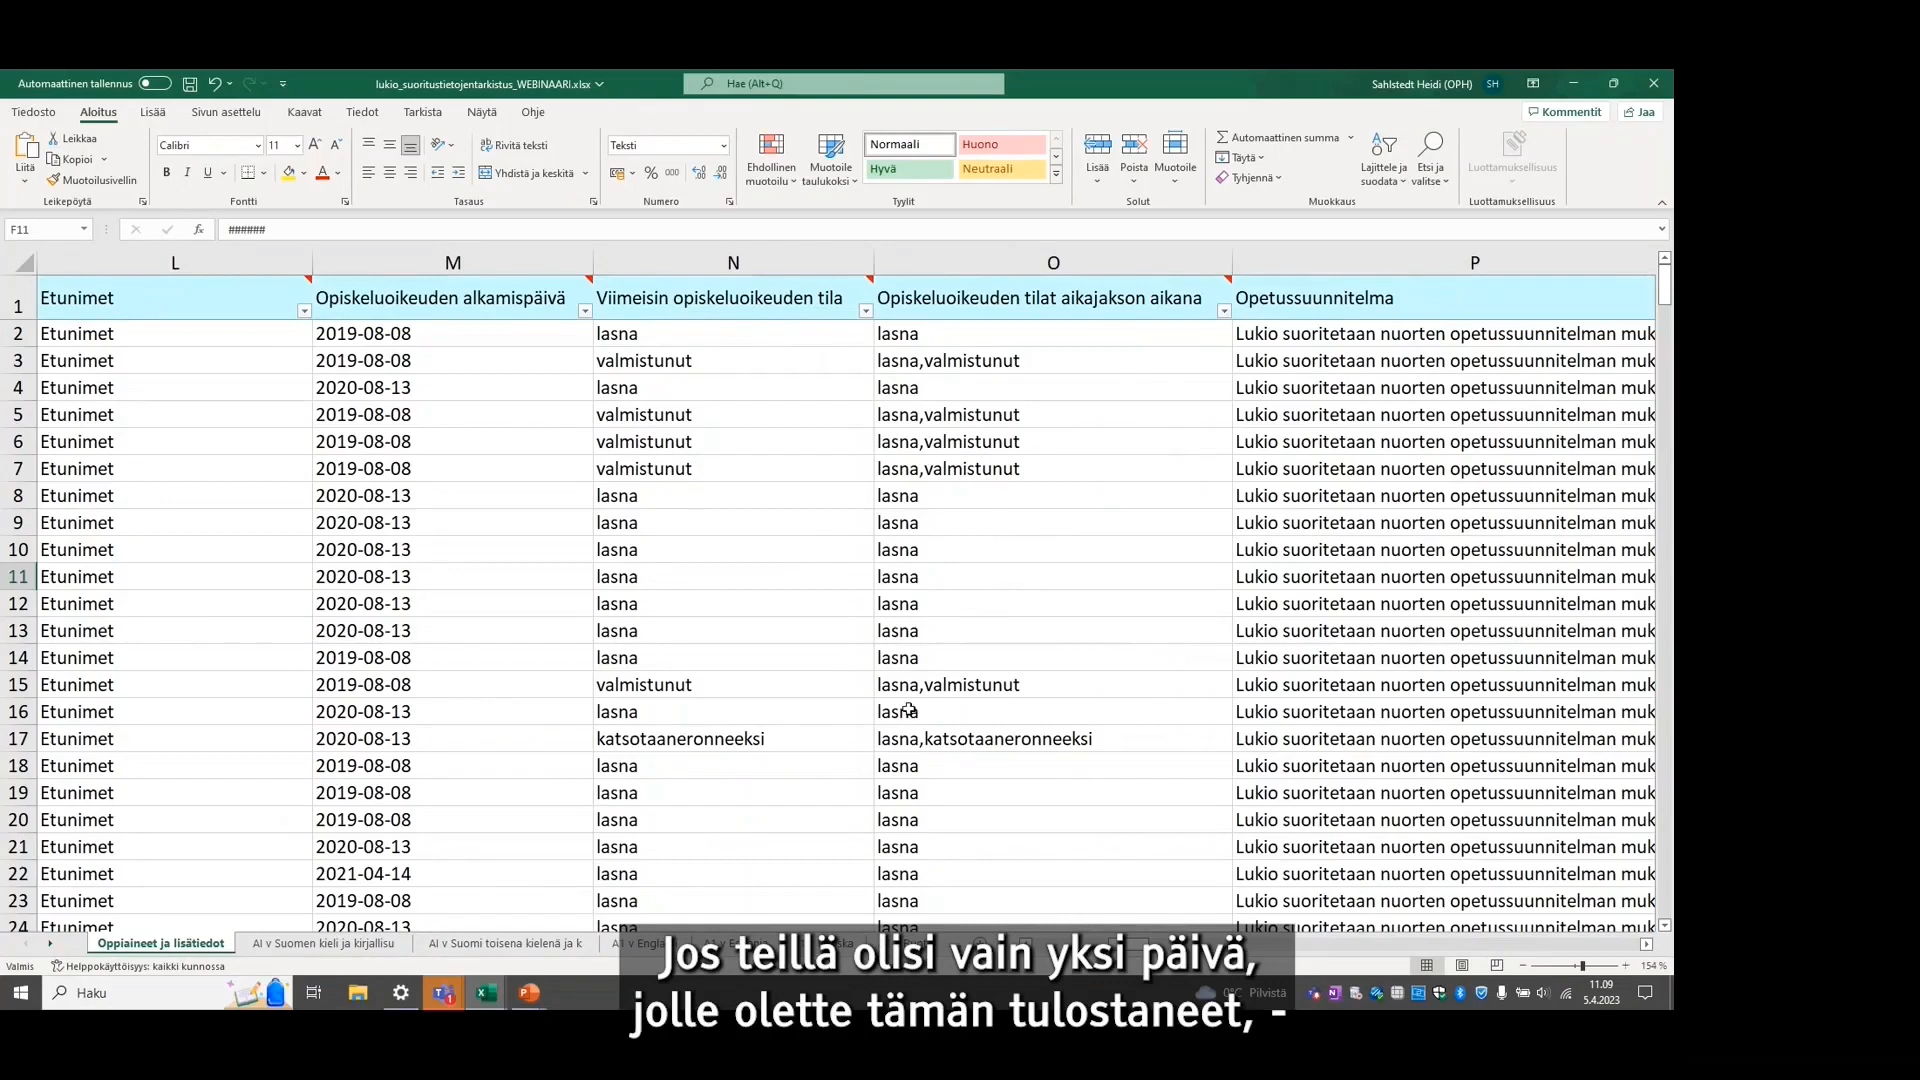 Automaattinen tallennus
lukio_suoritustietojentarkistus_WEBINAARI.xlsx
Hae (Alt+Q)
Sahlstedt Heidi (OPH) SH
Tiedosto Aloitus Lisää Sivun asettelu Kaavat Tiedot Tarkista Näytä Ohje
Kommentit Jaa
Liitä Leikkaa Kopioi Muotoilusivellin
Leikepöytä
Calibri 11
B I U
Fontti
Rivitä teksti
Yhdistä ja keskitä
Tasaus
Teksti
% 000
Numero
Ehdollinen muotoilu
Muotoile taulukoksi
Normaali Huono
Hyvä Neutraali
Tyylit
Lisää Poista Muotoile
Solut
Automaattinen summa
Täytä
Tyhjennä
Lajittele ja suodata
Etsi ja valitse
Muokkaus
Luottamuksellisuus
Luottamuksellisuus
F11 fx ######
L M N O P
1 Etunimet Opiskeluoikeuden alkamispäivä Viimeisin opiskeluoikeuden tila Opiskeluoikeuden tilat aikajakson aikana Opetussuunnitelma
2 Etunimet 2019-08-08 lasna lasna Lukio suoritetaan nuorten opetussuunnitelman muk
3 Etunimet 2019-08-08 valmistunut lasna,valmistunut Lukio suoritetaan nuorten opetussuunnitelman muk
4 Etunimet 2020-08-13 lasna lasna Lukio suoritetaan nuorten opetussuunnitelman muk
5 Etunimet 2019-08-08 valmistunut lasna,valmistunut Lukio suoritetaan nuorten opetussuunnitelman muk
6 Etunimet 2019-08-08 valmistunut lasna,valmistunut Lukio suoritetaan nuorten opetussuunnitelman muk
7 Etunimet 2019-08-08 valmistunut lasna,valmistunut Lukio suoritetaan nuorten opetussuunnitelman muk
8 Etunimet 2020-08-13 lasna lasna Lukio suoritetaan nuorten opetussuunnitelman muk
9 Etunimet 2020-08-13 lasna lasna Lukio suoritetaan nuorten opetussuunnitelman muk
10 Etunimet 2020-08-13 lasna lasna Lukio suoritetaan nuorten opetussuunnitelman muk
11 Etunimet 2020-08-13 lasna lasna Lukio suoritetaan nuorten opetussuunnitelman muk
12 Etunimet 2020-08-13 lasna lasna Lukio suoritetaan nuorten opetussuunnitelman muk
13 Etunimet 2020-08-13 lasna lasna Lukio suoritetaan nuorten opetussuunnitelman muk
14 Etunimet 2019-08-08 lasna lasna Lukio suoritetaan nuorten opetussuunnitelman muk
15 Etunimet 2019-08-08 valmistunut lasna,valmistunut Lukio suoritetaan nuorten opetussuunnitelman muk
16 Etunimet 2020-08-13 lasna lasna Lukio suoritetaan nuorten opetussuunnitelman muk
17 Etunimet 2020-08-13 katsotaaneronneeksi lasna,katsotaaneronneeksi Lukio suoritetaan nuorten opetussuunnitelman muk
18 Etunimet 2019-08-08 lasna lasna Lukio suoritetaan nuorten opetussuunnitelman muk
19 Etunimet 2019-08-08 lasna lasna Lukio suoritetaan nuorten opetussuunnitelman muk
20 Etunimet 2019-08-08 lasna lasna Lukio suoritetaan nuorten opetussuunnitelman muk
21 Etunimet 2020-08-13 lasna lasna Lukio suoritetaan nuorten opetussuunnitelman muk
22 Etunimet 2021-04-14 lasna lasna Lukio suoritetaan nuorten opetussuunnitelman muk
23 Etunimet 2019-08-08 lasna lasna Lukio suoritetaan nuorten opetussuunnitelman muk
24 Etunimet 2020-08-13 lasna lasna Lukio suoritetaan nuorten opetussuunnitelman muk
Oppiaineet ja lisätiedot AI v Suomen kieli ja kirjallisu AI v Suomi toisena kielenä ja k
Valmis Helppokäyttöisyys: kaikki kunnossa 154 %
Haku
0°C Pilvistä
11.09
5.4.2023
Jos teillä olisi vain yksi päivä,
jolle olette tämän tulostaneet, -